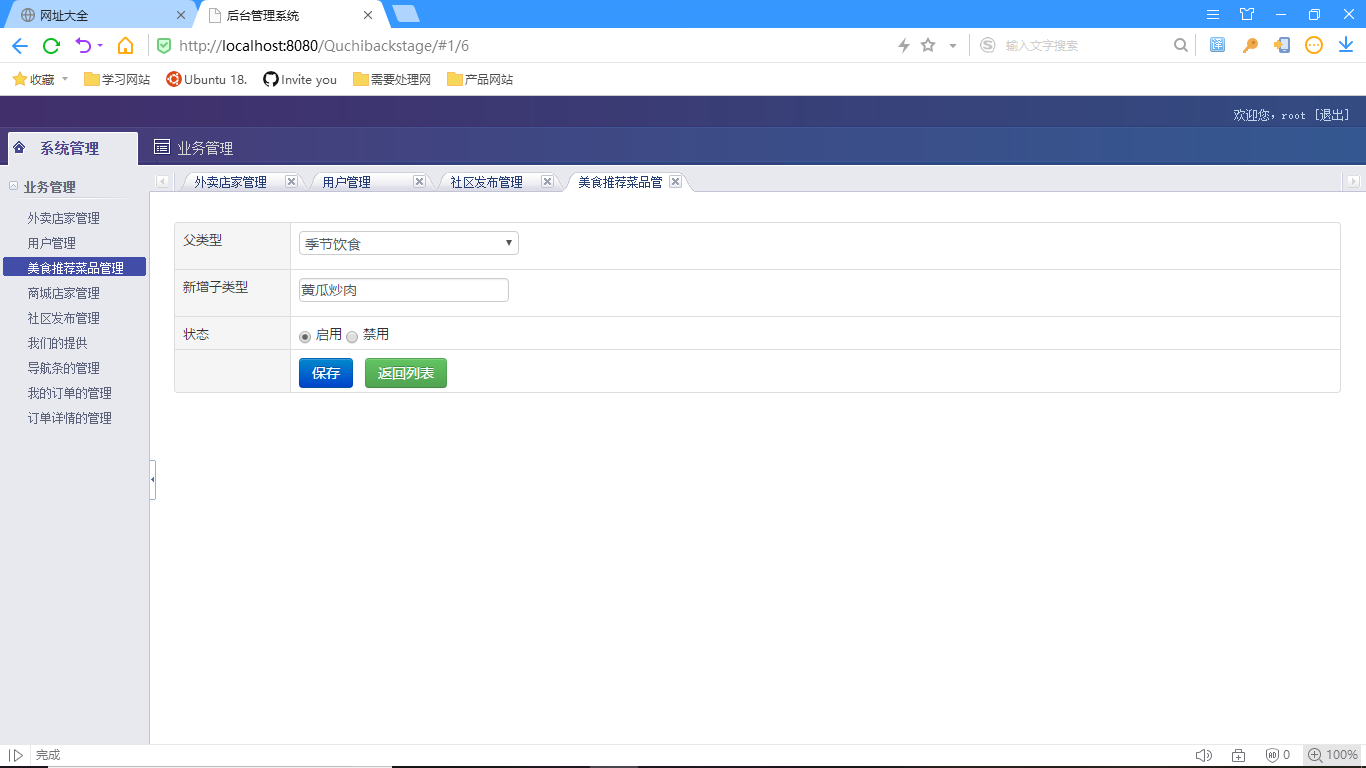 网址大全
后台管理系统
http://localhost:8080/Quchibackstage/#1/6
输入文字搜索
收藏 学习网站 Ubuntu 18. Invite you 需要处理网 产品网站
欢迎您，root [退出]
系统管理 业务管理
业务管理
外卖店家管理
用户管理
美食推荐菜品管理
商城店家管理
社区发布管理
我们的提供
导航条的管理
我的订单的管理
订单详情的管理
外卖店家管理 用户管理 社区发布管理 美食推荐菜品管
父类型 季节饮食
新增子类型 黄瓜炒肉
状态 启用 禁用
保存 返回列表
完成 0 100%